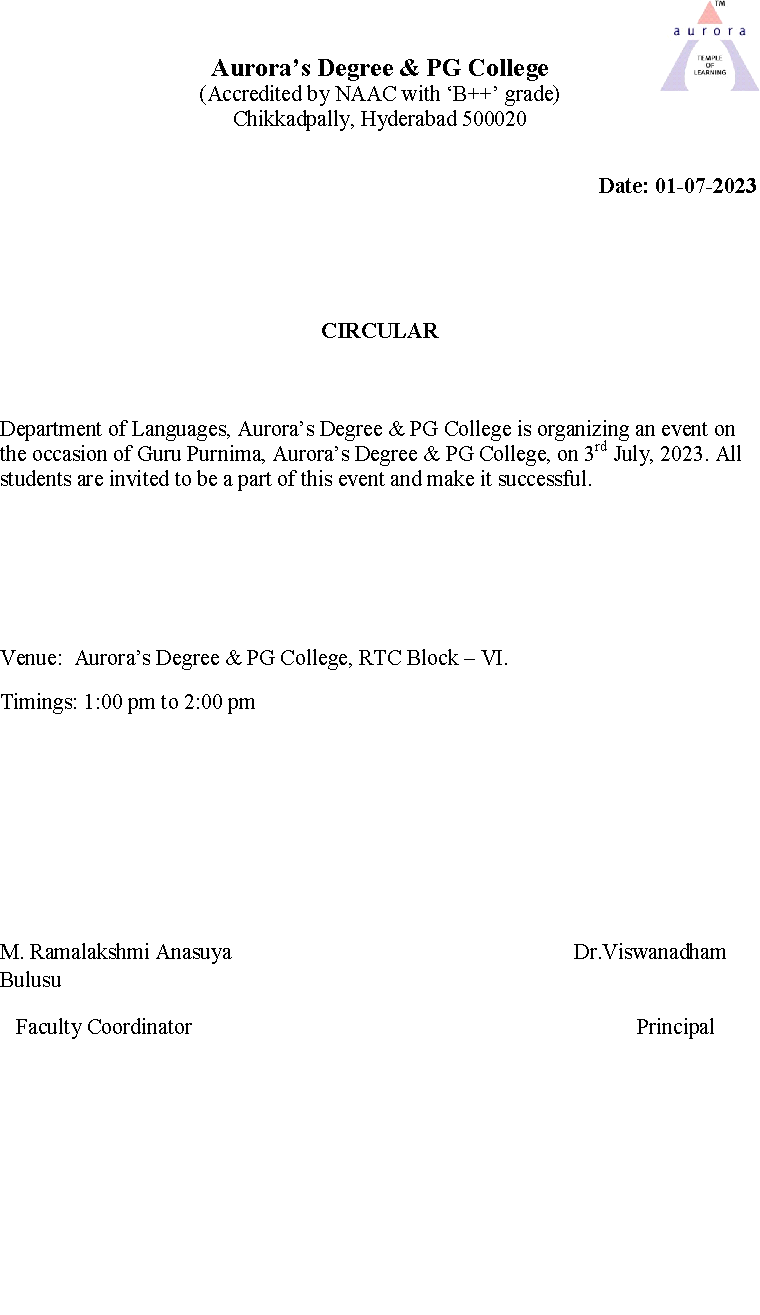 TM
aurora
TEMPLE
OF
LEARNING
Aurora’s Degree & PG College
(Accredited by NAAC with ‘B++’ grade)
Chikkadpally, Hyderabad 500020
Date: 01-07-2023
CIRCULAR
Department of Languages, Aurora’s Degree & PG College is organizing an event on
the occasion of Guru Purnima, Aurora’s Degree & PG College, on 3rd July, 2023. All
students are invited to be a part of this event and make it successful.
Venue:  Aurora’s Degree & PG College, RTC Block – VI.
Timings: 1:00 pm to 2:00 pm
M. Ramalakshmi Anasuya Dr.Viswanadham
Bulusu
Faculty Coordinator Principal